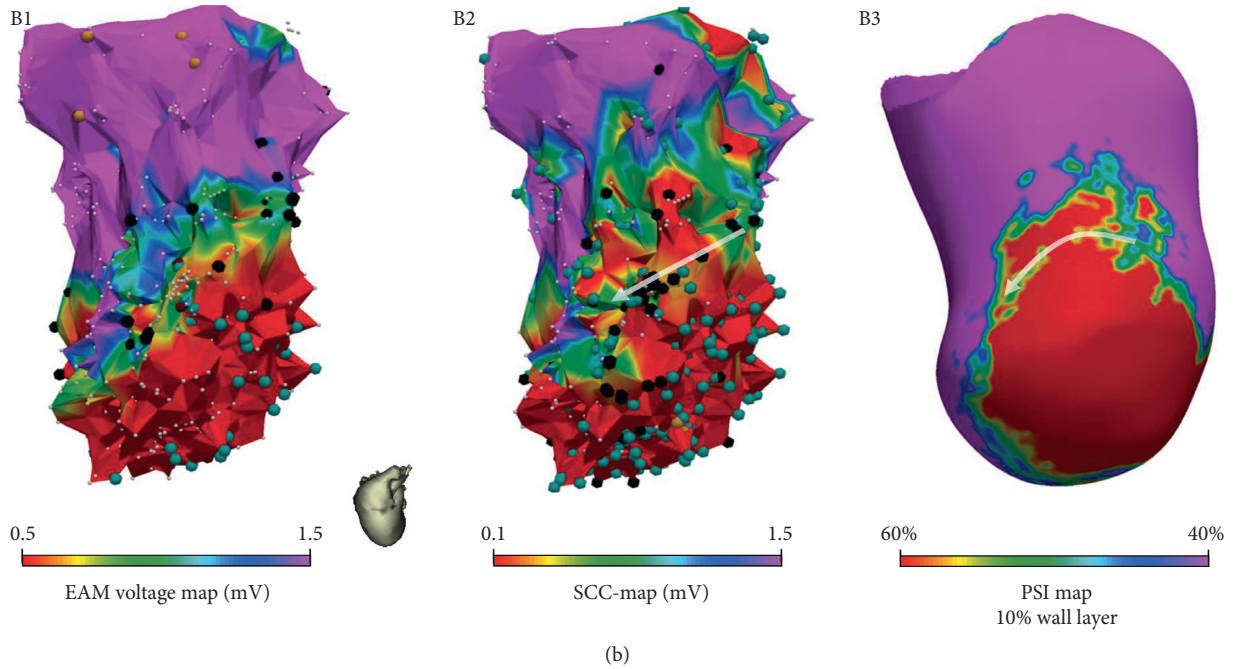 B1
B2
B3
0.5 1.5
EAM voltage map (mV)
0.1 1.5
SCC-map (mV)
60% 40%
PSI map
10% wall layer
(b)